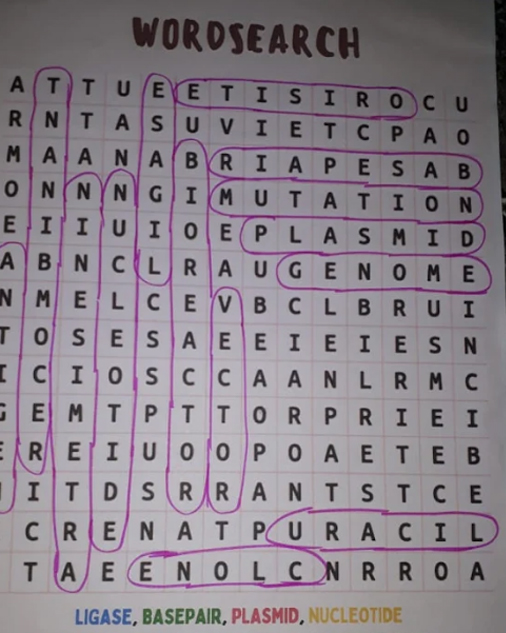 WORDSEARCH
A T T U E E T I S I R O C U
R N T A S U V I E T C P A O
M A A N A B R I A P E S A B
O N N N G I M U T A T I O N
E I I U I O E P L A S M I D
A B N C L R A U G E N O M E
N M E L C E V B C L B R U I
T O S E S A E E I E I E S N
I C I O S C C A A N L R M C
G E M T P T T O R P R I E I
E R E I U O O P O A E T E B
I T D S R R A N T S T C E
C R E N A T P U R A C I L
T A E E N O L C N R R O A
LIGASE, BASEPAIR, PLASMID, NUCLEOTIDE